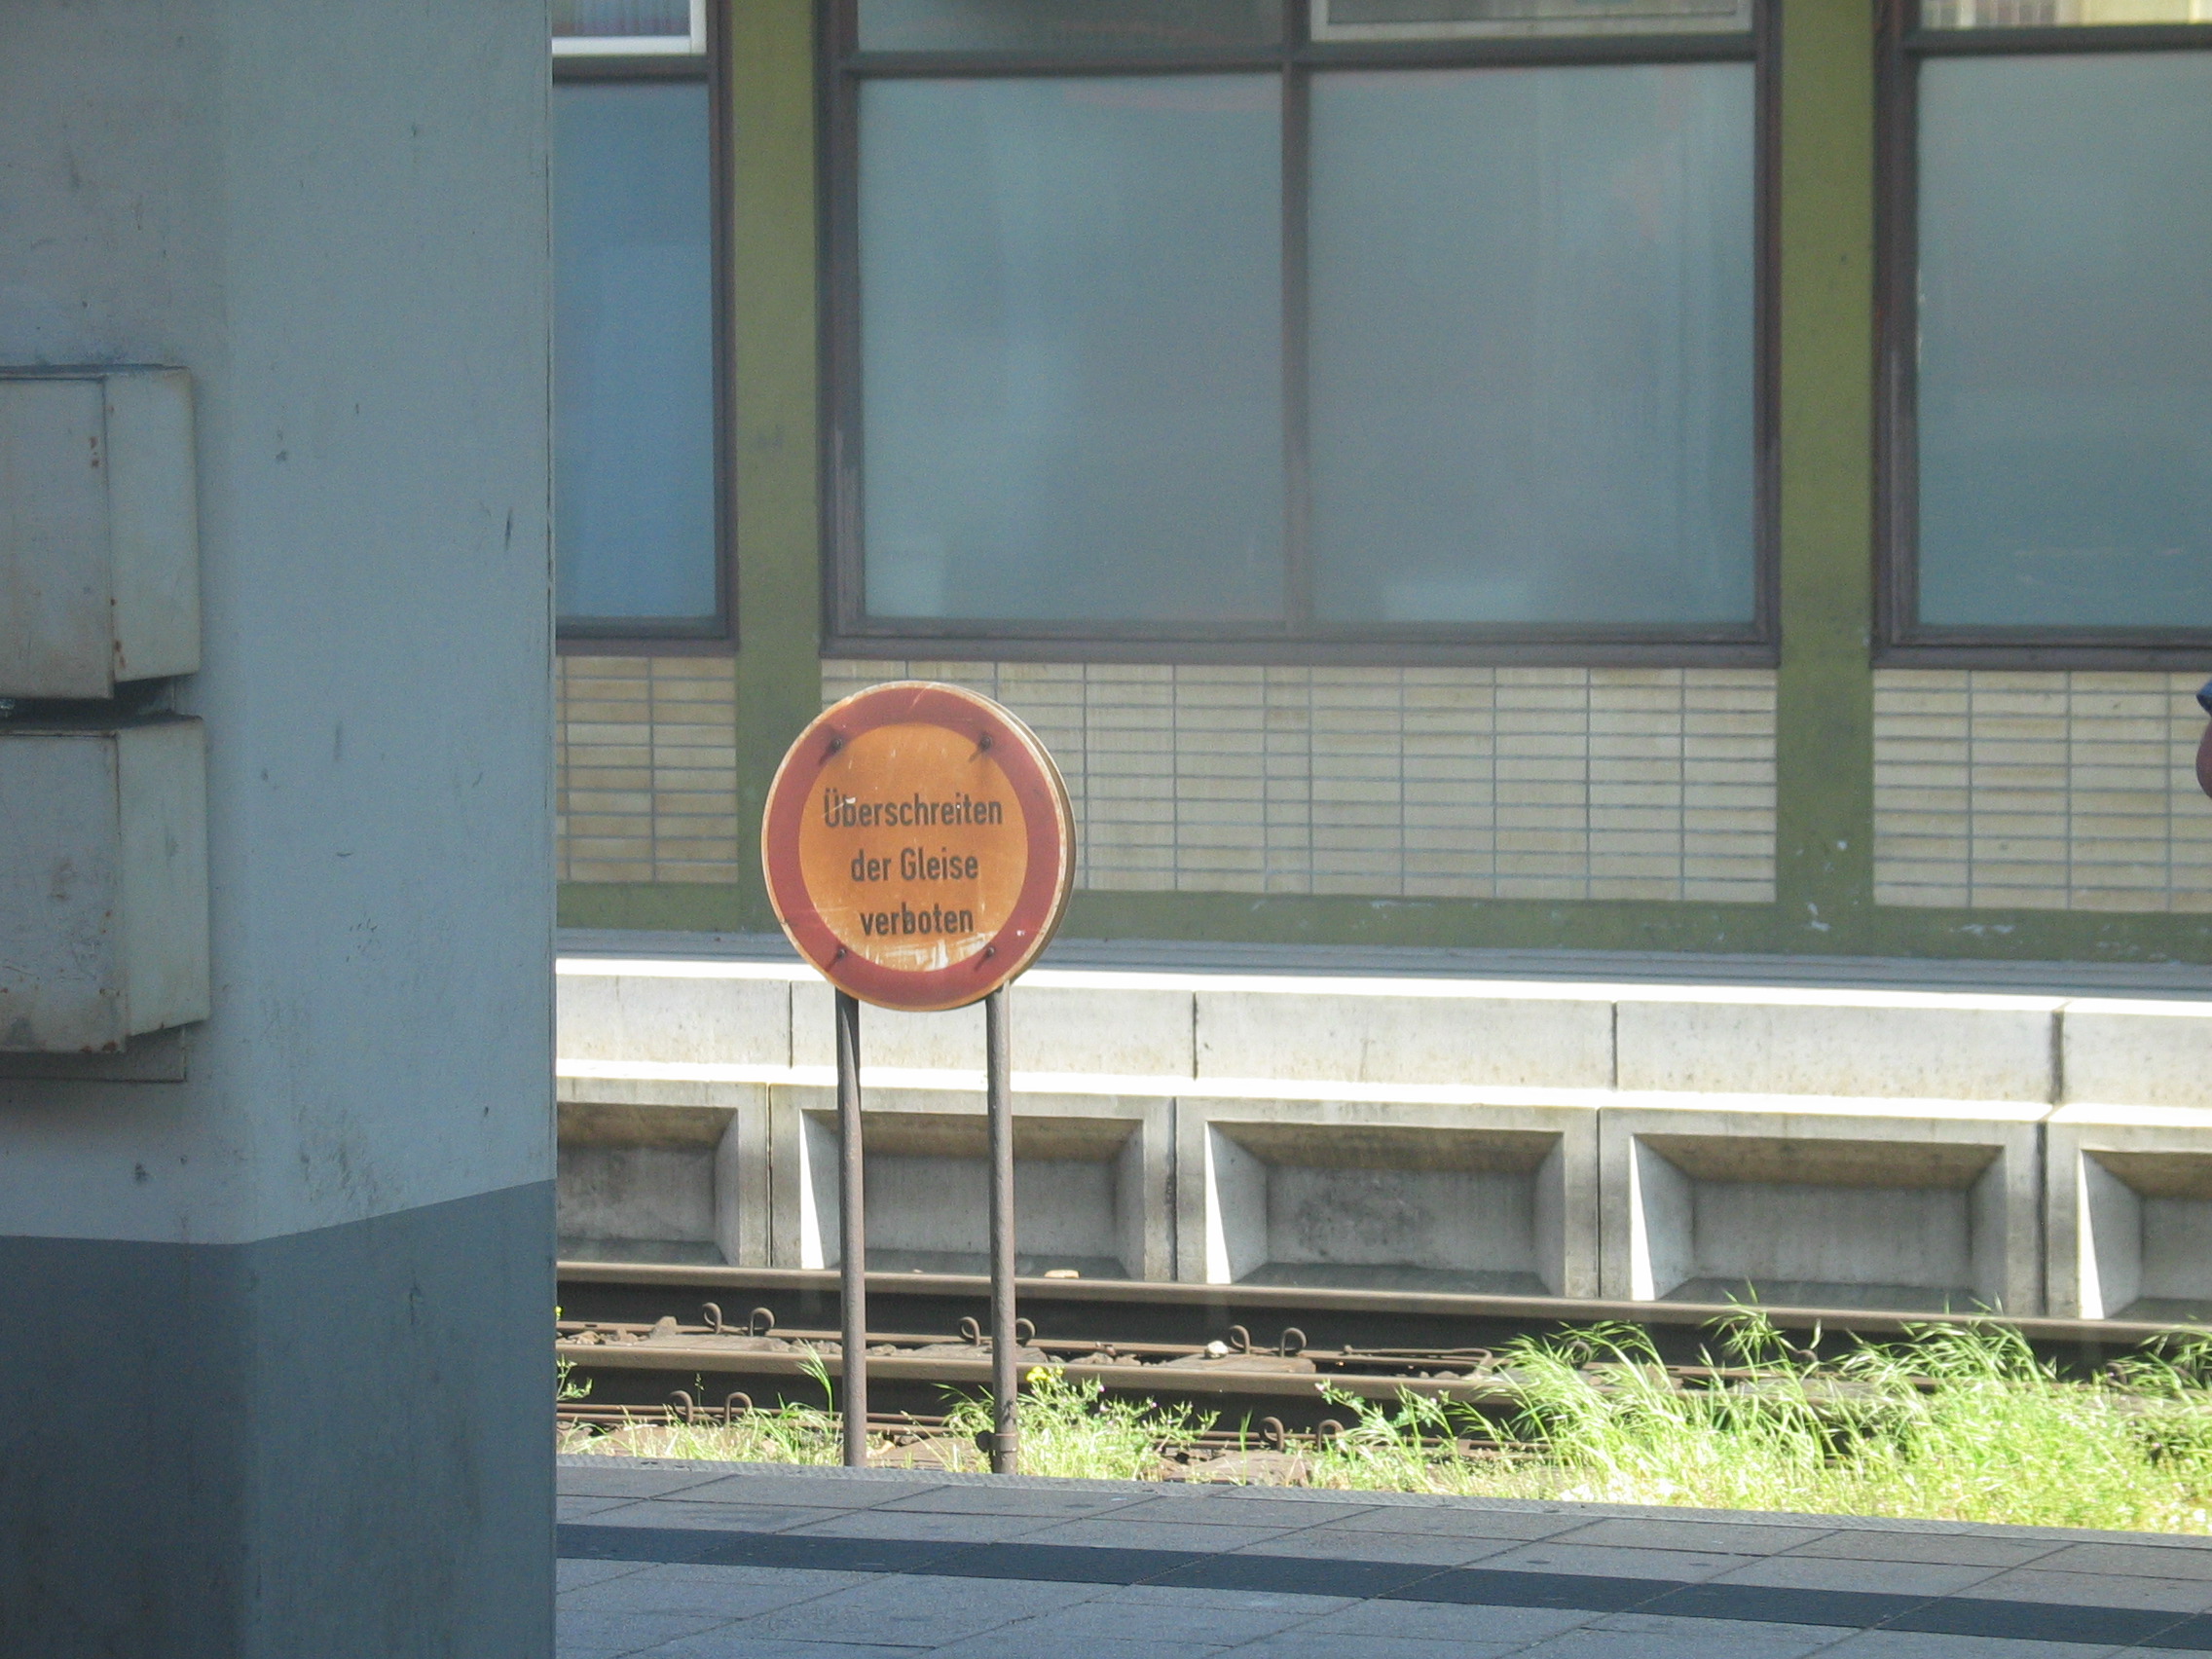 Überschreiten
der Gleise
verboten